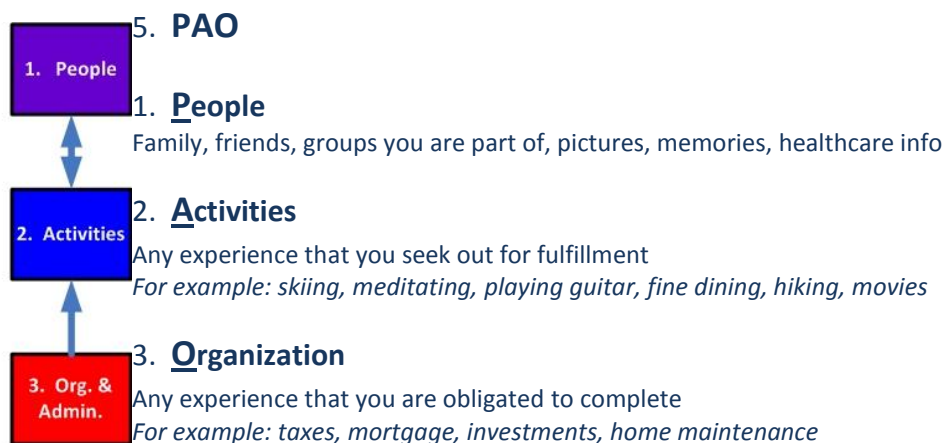 5. PAO
1. People
1. People
Family, friends, groups you are part of, pictures, memories, healthcare info
2. Activities
2. Activities
Any experience that you seek out for fulfillment
For example: skiing, meditating, playing guitar, fine dining, hiking, movies
3. Organization
3. Org. &
Admin.
Any experience that you are obligated to complete
For example: taxes, mortgage, investments, home maintenance